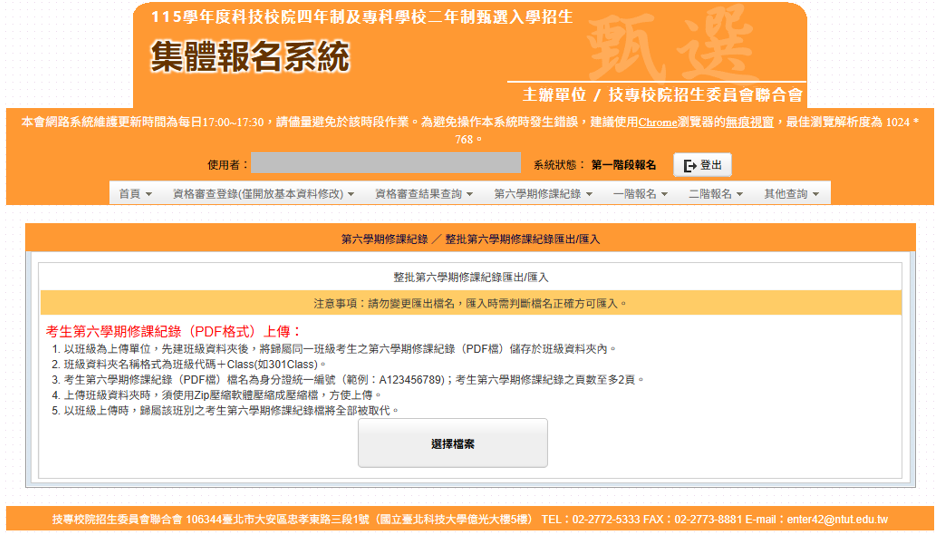 115學年度科技校院四年制及專科學校二年制甄選入學招生
甄選
集體報名系統
主辦單位 / 技專校院招生委員會聯合會
本會網路系統維護更新時間為每日17:00~17:30，請儘量避免於該時段作業。為避免操作本系統時發生錯誤，建議使用Chrome瀏覽器的無痕視窗，最佳瀏覽解析度為 1024 *
768。
使用者： 系統狀態： 第一階段報名 登出
首頁 資格審查登錄(僅開放基本資料修改) 資格審查結果查詢 第六學期修課紀錄 一階報名 二階報名 其他查詢
第六學期修課紀錄 ／ 整批第六學期修課紀錄匯出/匯入
整批第六學期修課紀錄匯出/匯入
注意事項：請勿變更匯出檔名，匯入時需判斷檔名正確方可匯入。
考生第六學期修課紀錄（PDF格式）上傳：
1. 以班級為上傳單位，先建班級資料夾後，將歸屬同一班級考生之第六學期修課紀錄（PDF檔）儲存於班級資料夾內。
2. 班級資料夾名稱格式為班級代碼＋Class(如301Class)。
3. 考生第六學期修課紀錄（PDF檔）檔名為身分證統一編號（範例：A123456789)；考生第六學期修課紀錄之頁數至多2頁。
4. 上傳班級資料夾時，須使用Zip壓縮軟體壓縮成壓縮檔，方便上傳。
5. 以班級上傳時，歸屬該班別之考生第六學期修課紀錄檔將全部被取代。
選擇檔案
技專校院招生委員會聯合會 106344臺北市大安區忠孝東路三段1號（國立臺北科技大學億光大樓5樓） TEL：02-2772-5333 FAX：02-2773-8881 E-mail：enter42@ntut.edu.tw